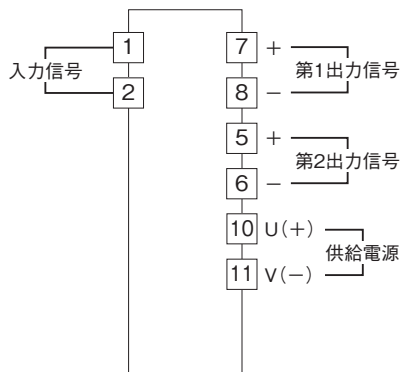 1
2
入力信号
7 +
8 −
第1出力信号
5 +
6 −
第2出力信号
10 U(+)
11 V(−)
供給電源